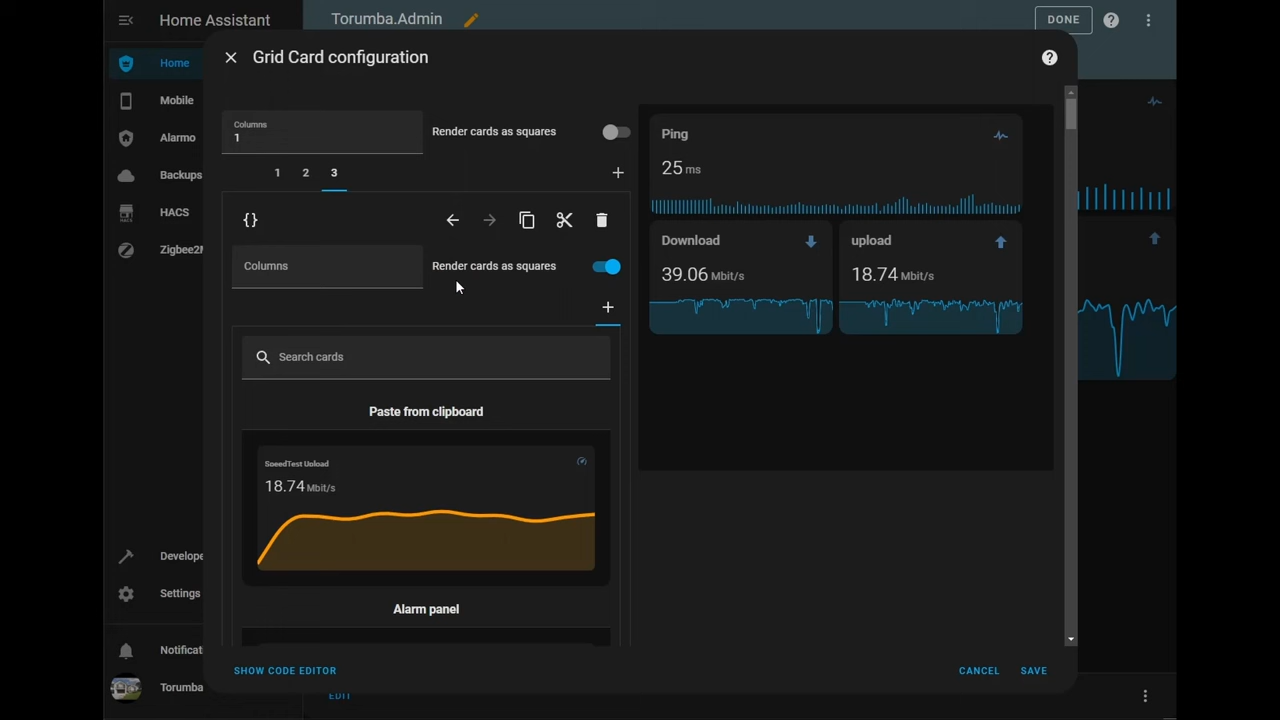 Home Assistant
Torumba.Admin
DONE
Home
Mobile
Alarmo
Backups
HACS
Zigbee2M
Develope
Settings
Notificat
Torumba
Grid Card configuration
Columns
1
Render cards as squares
1 2 3
{}
Columns
Render cards as squares
Search cards
Paste from clipboard
SpeedTest Upload
18.74 Mbit/s
Alarm panel
Ping
25 ms
Download
39.06 Mbit/s
upload
18.74 Mbit/s
SHOW CODE EDITOR
CANCEL
SAVE
EDIT